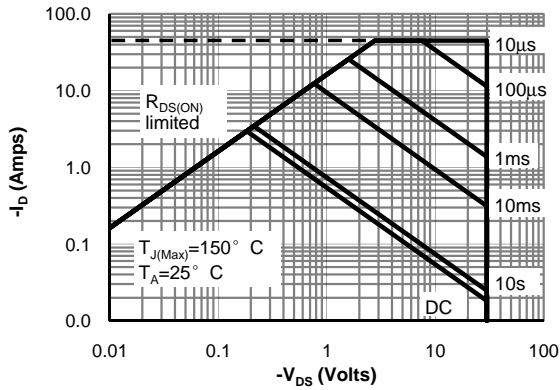 100.0
10.0
1.0
0.1
0.0
-I_D (Amps)
R_DS(ON)
limited
T_J(Max)=150° C
T_A=25° C
10µs
100µs
1ms
10ms
10s
DC
0.01
0.1
1
10
100
-V_DS (Volts)